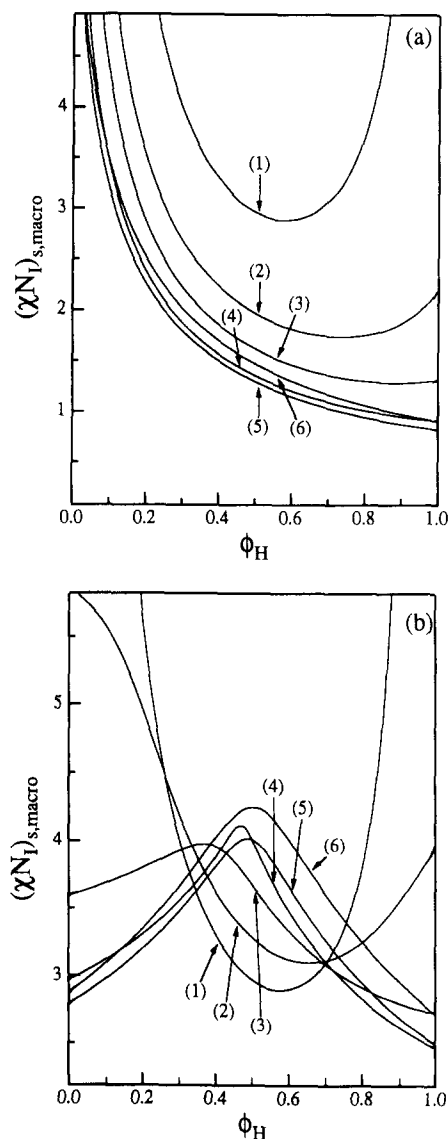 (a)
4
3
2
1
(χN_I)_{s,macro}
(1)
(2)
(3)
(4)
(6)
(5)
0.0 0.2 0.4 0.6 0.8 1.0
ϕ_H
(b)
5
4
3
(χN_I)_{s,macro}
(4)
(5)
(6)
(1)
(2)
(3)
0.0 0.2 0.4 0.6 0.8 1.0
ϕ_H